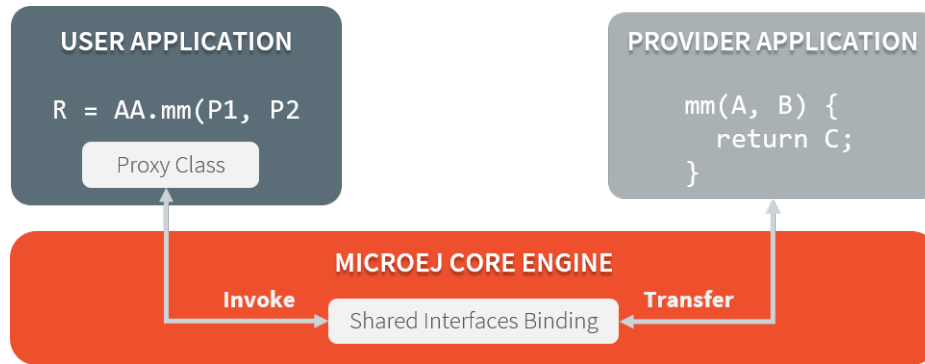 USER APPLICATION
R = AA.mm(P1, P2
Proxy Class
PROVIDER APPLICATION
mm(A, B) {
return C;
}
MICROEJ CORE ENGINE
Invoke
Shared Interfaces Binding
Transfer